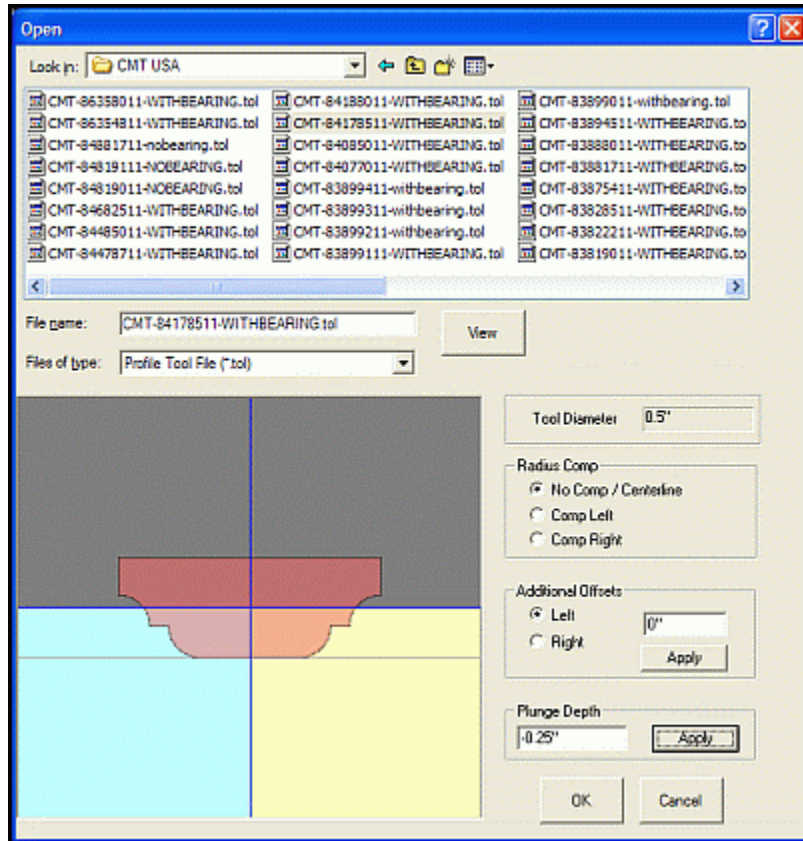 Open
Look in: CMT USA
CMT-86358011-WITHBEARING.tol CMT-84188011-WITHBEARING.tol CMT-83899011-withbearing.tol
CMT-86354811-WITHBEARING.tol CMT-84178511-WITHBEARING.tol CMT-83894511-WITHBEARING.to
CMT-84881711-nobearing.tol CMT-84085011-WITHBEARING.tol CMT-83888011-WITHBEARING.to
CMT-84819111-NOBEARING.tol CMT-84077011-WITHBEARING.tol CMT-83881711-WITHBEARING.to
CMT-84819011-NOBEARING.tol CMT-83899411-withbearing.tol CMT-83875411-WITHBEARING.to
CMT-84682511-WITHBEARING.tol CMT-83899311-withbearing.tol CMT-83828511-WITHBEARING.to
CMT-84485011-WITHBEARING.tol CMT-83899211-withbearing.tol CMT-83822211-WITHBEARING.to
CMT-84478711-WITHBEARING.tol CMT-83899111-WITHBEARING.tol CMT-83819011-WITHBEARING.to
File name: CMT-84178511-WITHBEARING.tol View
Files of type: Profile Tool File (*.tol)
Tool Diameter 0.5"
Radius Comp
No Comp / Centerline
Comp Left
Comp Right
Additional Offsets
Left 0"
Right Apply
Plunge Depth
-0.25" Apply
OK Cancel